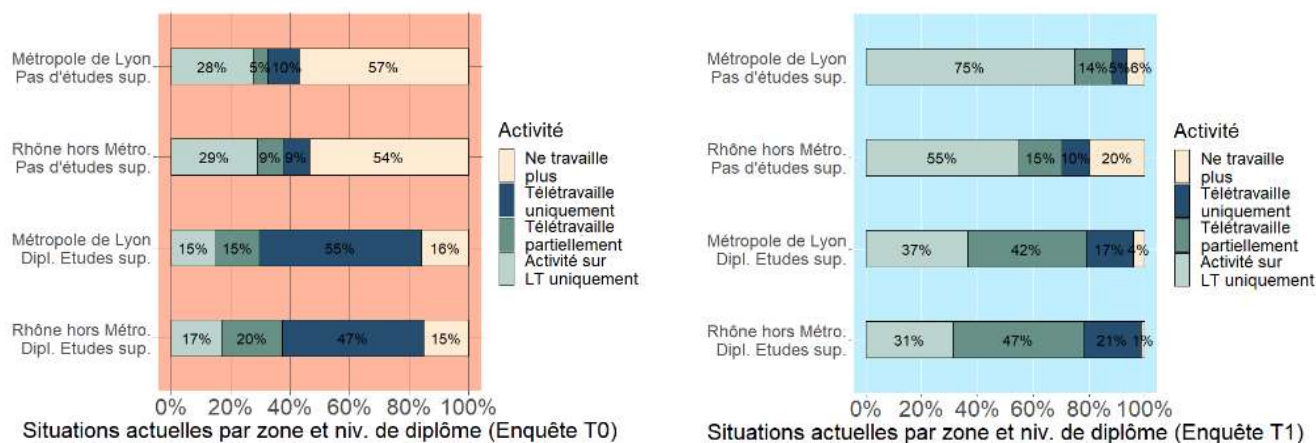 Métropole de Lyon
Pas d'études sup.
28% 5% 10% 57%
Rhône hors Métro.
Pas d'études sup.
29% 9% 9% 54%
Métropole de Lyon
Dipl. Etudes sup.
15% 15% 55% 16%
Rhône hors Métro.
Dipl. Etudes sup.
17% 20% 47% 15%
0% 20% 40% 60% 80% 100%
Activité
Ne travaille
plus
Télétravaille
uniquement
Télétravaille
partiellement
Activité sur
LT uniquement
Situations actuelles par zone et niv. de diplôme (Enquête T0)
Métropole de Lyon
Pas d'études sup.
75% 14% 5% 6%
Rhône hors Métro.
Pas d'études sup.
55% 15% 10% 20%
Métropole de Lyon
Dipl. Etudes sup.
37% 42% 17% 4%
Rhône hors Métro.
Dipl. Etudes sup.
31% 47% 21% 1%
0% 20% 40% 60% 80% 100%
Activité
Ne travaille
plus
Télétravaille
uniquement
Télétravaille
partiellement
Activité sur
LT uniquement
Situations actuelles par zone et niv. de diplôme (Enquête T1)